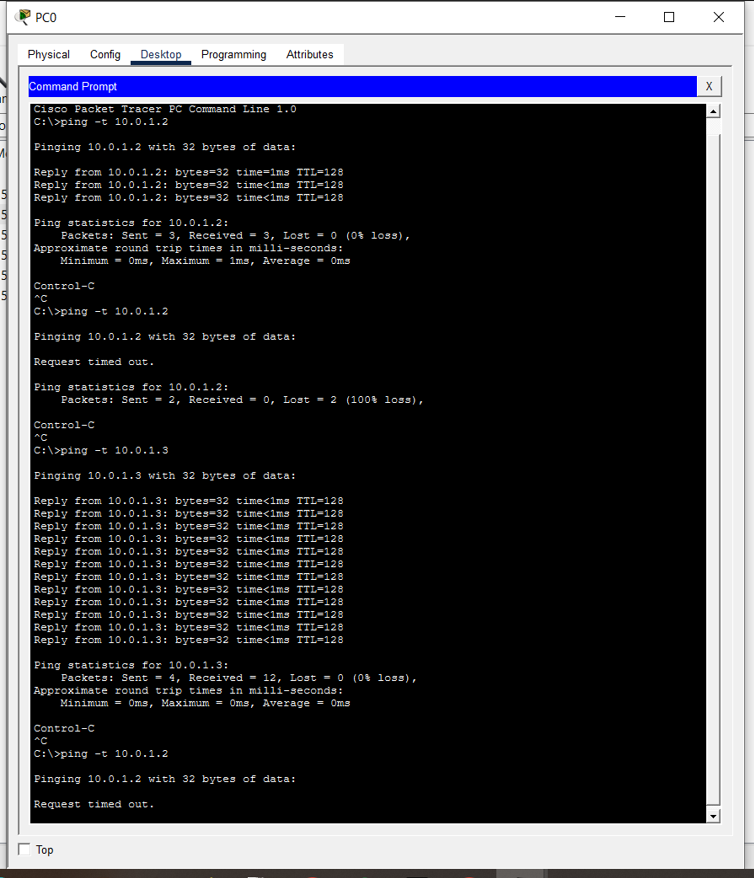 PC0
Physical Config Desktop Programming Attributes
Command Prompt X
Cisco Packet Tracer PC Command Line 1.0
C:\>ping -t 10.0.1.2
Pinging 10.0.1.2 with 32 bytes of data:
Reply from 10.0.1.2: bytes=32 time=1ms TTL=128
Reply from 10.0.1.2: bytes=32 time<1ms TTL=128
Reply from 10.0.1.2: bytes=32 time<1ms TTL=128
Ping statistics for 10.0.1.2:
Packets: Sent = 3, Received = 3, Lost = 0 (0% loss),
Approximate round trip times in milli-seconds:
Minimum = 0ms, Maximum = 1ms, Average = 0ms
Control-C
^C
C:\>ping -t 10.0.1.2
Pinging 10.0.1.2 with 32 bytes of data:
Request timed out.
Ping statistics for 10.0.1.2:
Packets: Sent = 2, Received = 0, Lost = 2 (100% loss),
Control-C
^C
C:\>ping -t 10.0.1.3
Pinging 10.0.1.3 with 32 bytes of data:
Reply from 10.0.1.3: bytes=32 time<1ms TTL=128
Reply from 10.0.1.3: bytes=32 time<1ms TTL=128
Reply from 10.0.1.3: bytes=32 time<1ms TTL=128
Reply from 10.0.1.3: bytes=32 time<1ms TTL=128
Reply from 10.0.1.3: bytes=32 time<1ms TTL=128
Reply from 10.0.1.3: bytes=32 time<1ms TTL=128
Reply from 10.0.1.3: bytes=32 time<1ms TTL=128
Reply from 10.0.1.3: bytes=32 time<1ms TTL=128
Reply from 10.0.1.3: bytes=32 time<1ms TTL=128
Reply from 10.0.1.3: bytes=32 time<1ms TTL=128
Reply from 10.0.1.3: bytes=32 time<1ms TTL=128
Reply from 10.0.1.3: bytes=32 time<1ms TTL=128
Ping statistics for 10.0.1.3:
Packets: Sent = 4, Received = 12, Lost = 0 (0% loss),
Approximate round trip times in milli-seconds:
Minimum = 0ms, Maximum = 0ms, Average = 0ms
Control-C
^C
C:\>ping -t 10.0.1.2
Pinging 10.0.1.2 with 32 bytes of data:
Request timed out.
Top